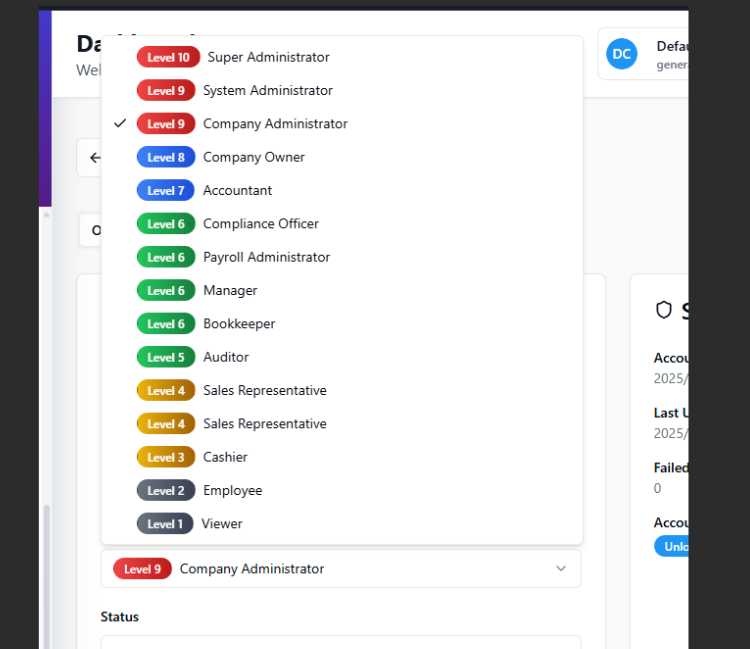 Level 10 Super Administrator
Level 9 System Administrator
Level 9 Company Administrator
Level 8 Company Owner
Level 7 Accountant
Level 6 Compliance Officer
Level 6 Payroll Administrator
Level 6 Manager
Level 6 Bookkeeper
Level 5 Auditor
Level 4 Sales Representative
Level 4 Sales Representative
Level 3 Cashier
Level 2 Employee
Level 1 Viewer
Level 9 Company Administrator
Status
DC
Defau
genera
Accou
2025/
Last U
2025/
Failed
0
Accou
Unlo